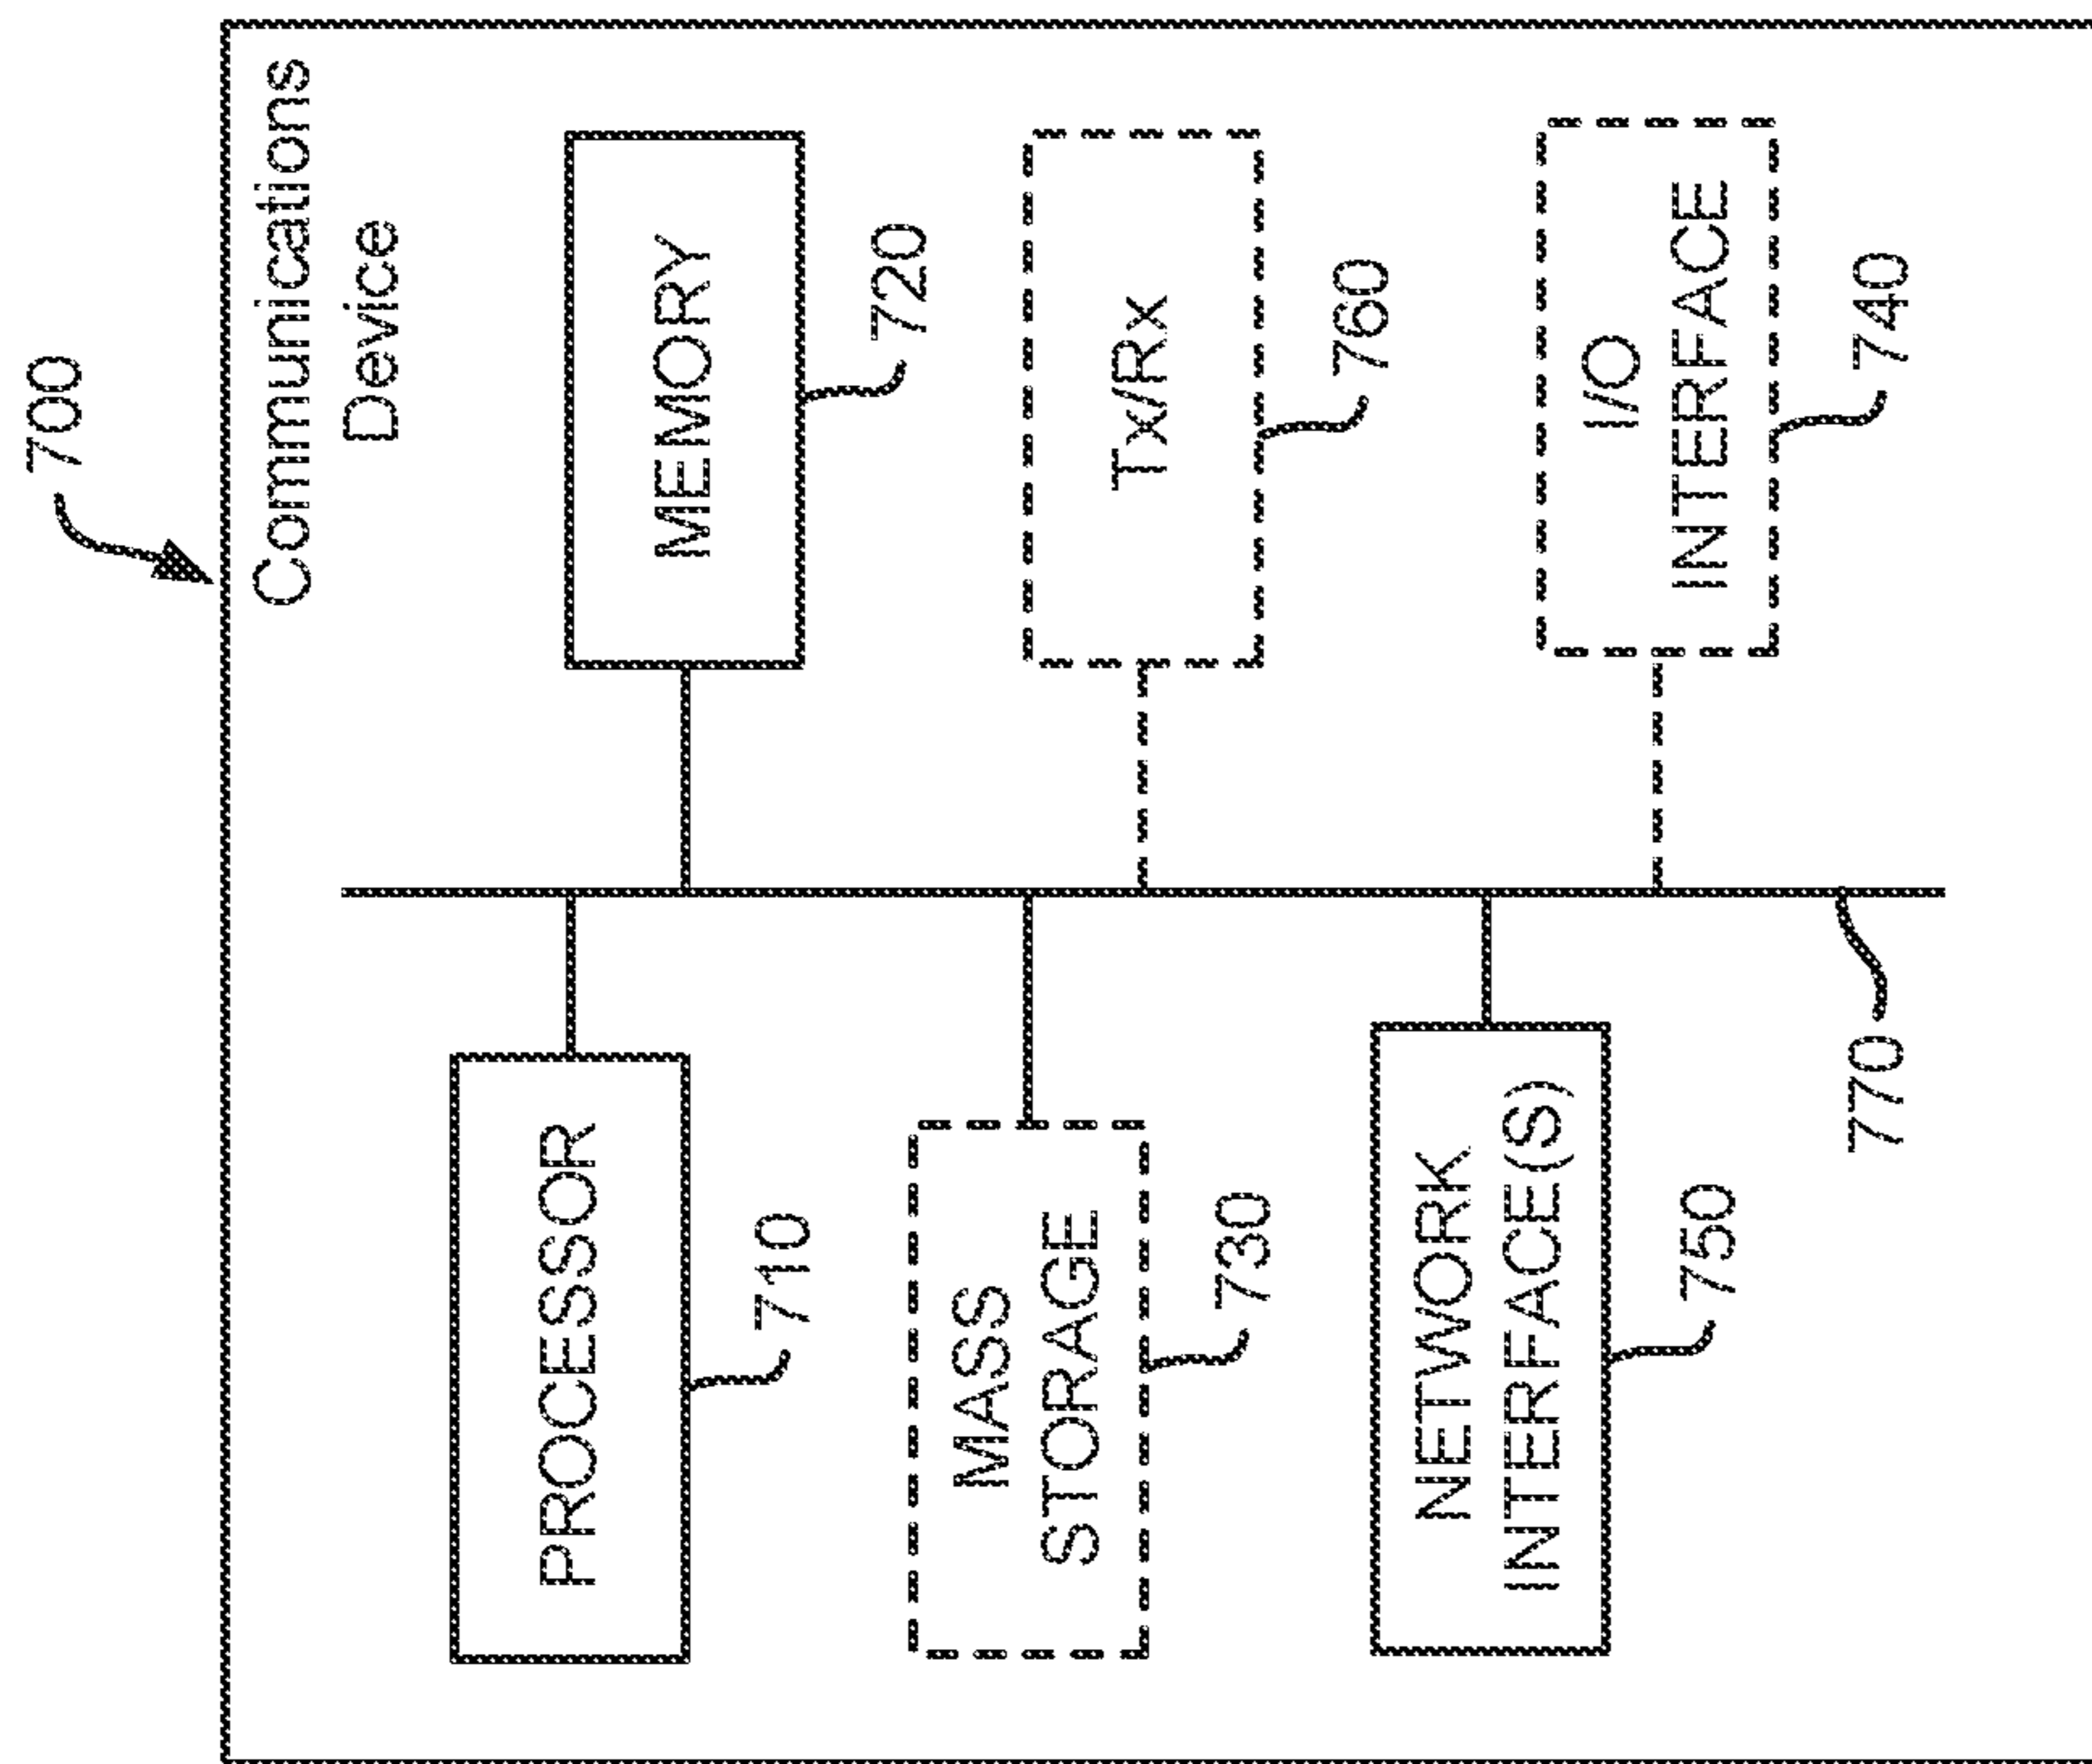 700
Communications
Device
PROCESSOR
710
MEMORY
720
MASS
STORAGE
730
Tx/Rx
760
NETWORK
INTERFACE(S)
750
I/O
INTERFACE
740
770